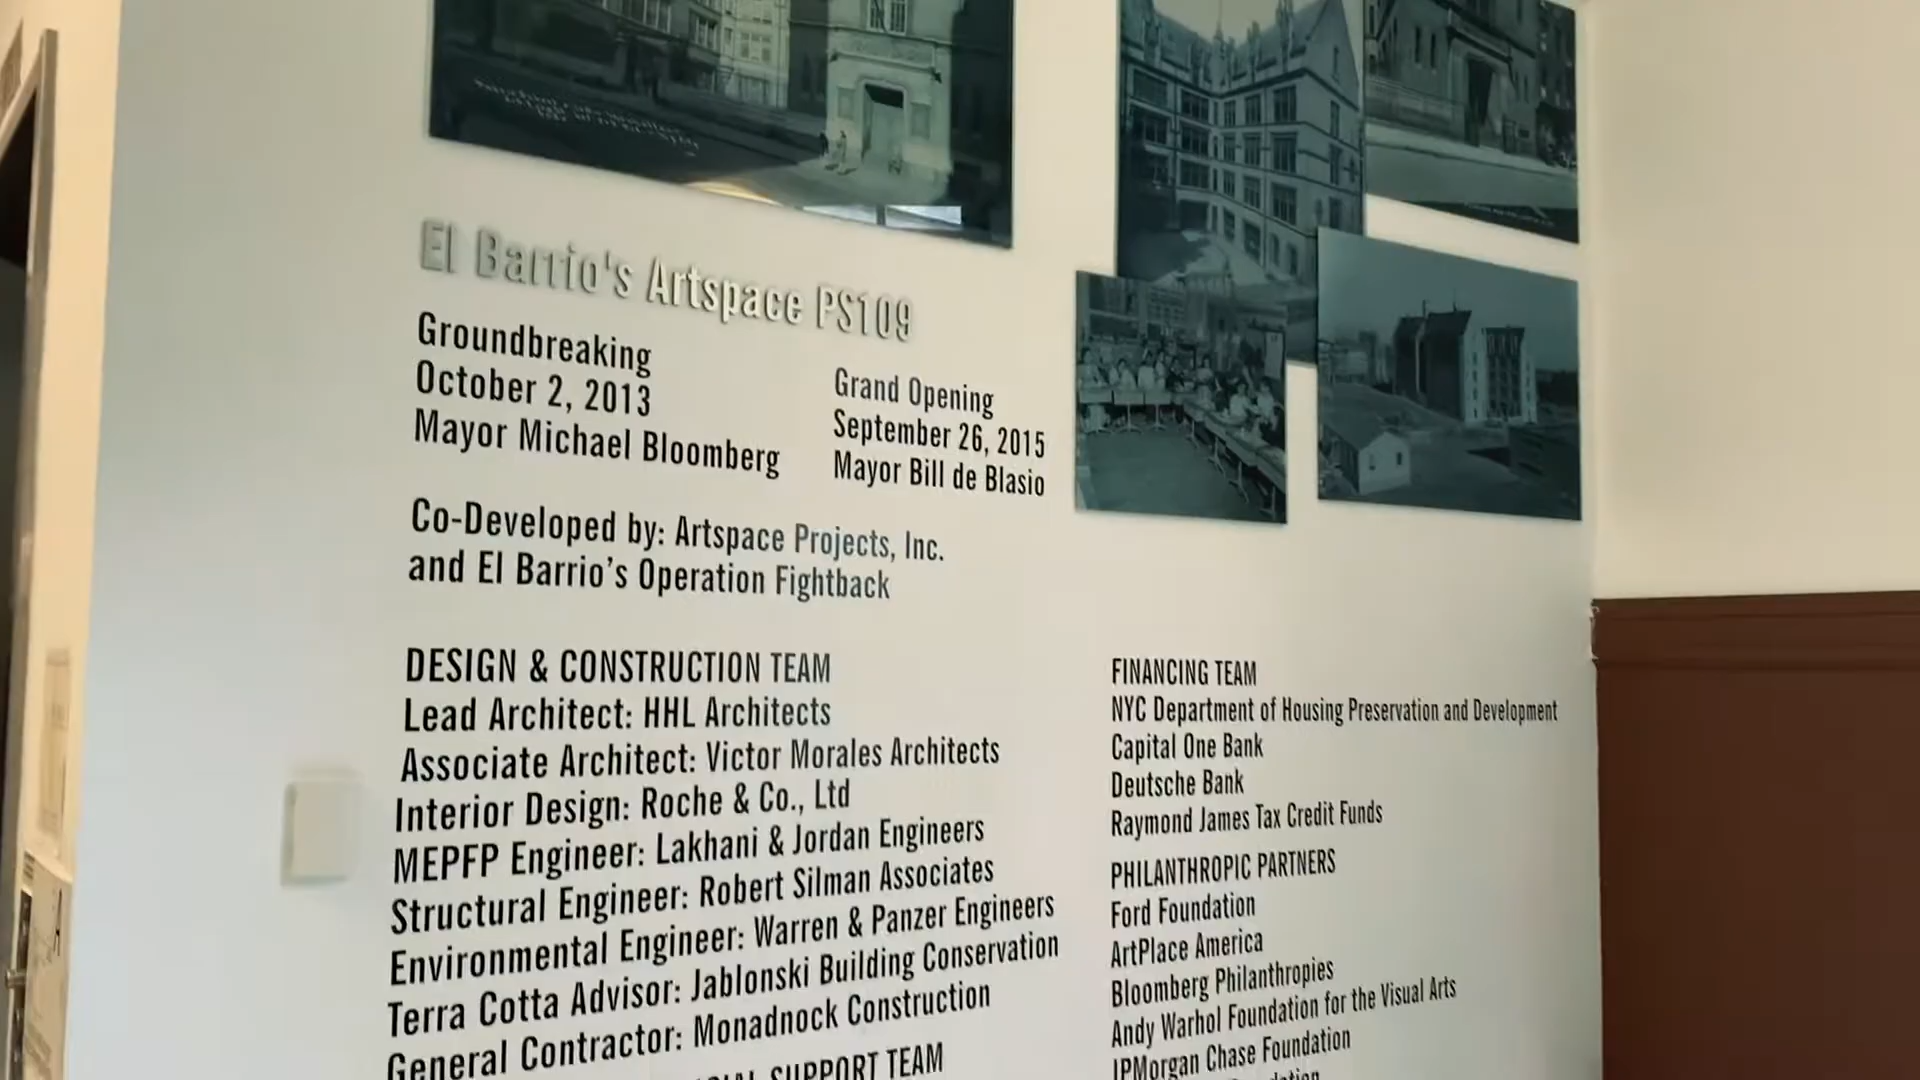 El Barrio's Artspace PS109
Groundbreaking
October 2, 2013
Mayor Michael Bloomberg
Grand Opening
September 26, 2015
Mayor Bill de Blasio
Co-Developed by: Artspace Projects, Inc.
and El Barrio's Operation Fightback
DESIGN & CONSTRUCTION TEAM
Lead Architect: HHL Architects
Associate Architect: Victor Morales Architects
Interior Design: Roche & Co., Ltd
MEPFP Engineer: Lakhani & Jordan Engineers
Structural Engineer: Robert Silman Associates
Environmental Engineer: Warren & Panzer Engineers
Terra Cotta Advisor: Jablonski Building Conservation
General Contractor: Monadnock Construction
SUPPORT TEAM
FINANCING TEAM
NYC Department of Housing Preservation and Development
Capital One Bank
Deutsche Bank
Raymond James Tax Credit Funds
PHILANTHROPIC PARTNERS
Ford Foundation
ArtPlace America
Bloomberg Philanthropies
Andy Warhol Foundation for the Visual Arts
JPMorgan Chase Foundation